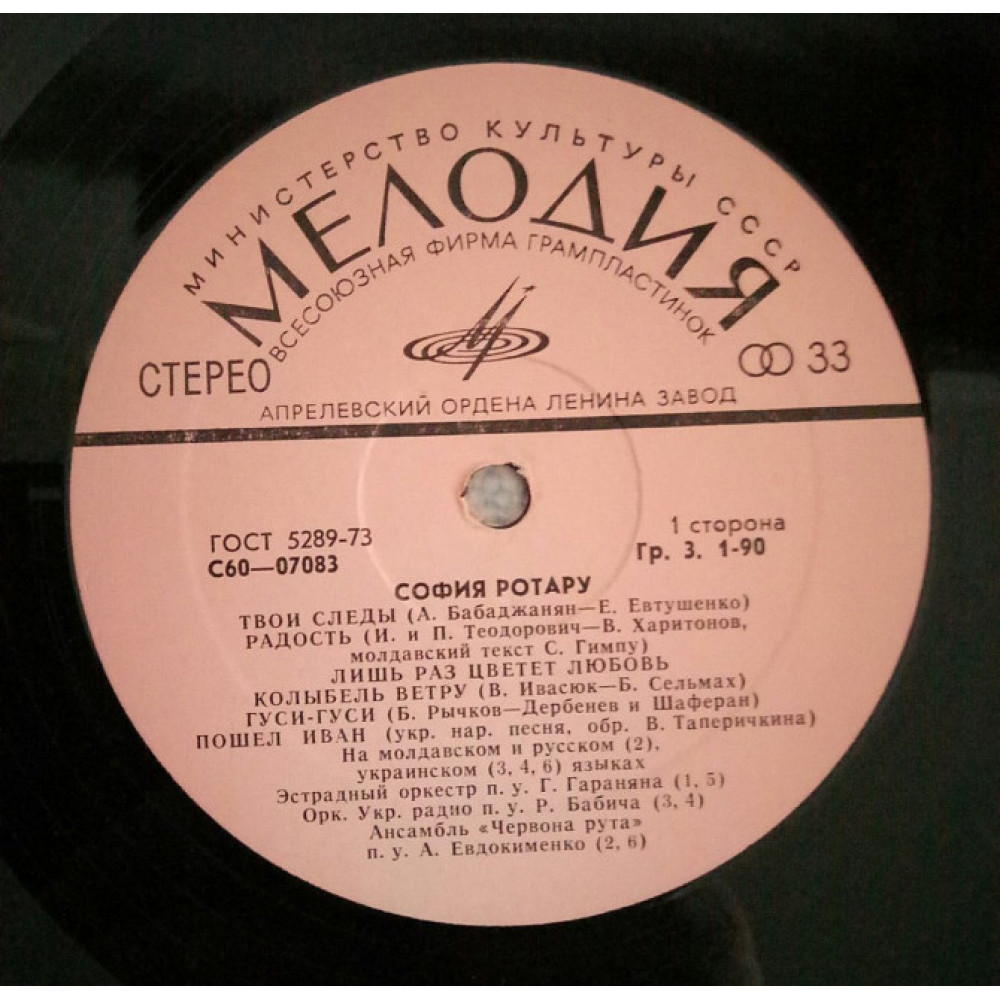 МИНИСТЕРСТВО КУЛЬТУРЫ СССР
МЕЛОДИЯ
ВСЕСОЮЗНАЯ ФИРМА ГРАМПЛАСТИНОК
СТЕРЕО
33
АПРЕЛЕВСКИЙ ОРДЕНА ЛЕНИНА ЗАВОД
ГОСТ 5289-73
1 сторона
С60—07083
Гр. 3. 1-90
СОФИЯ РОТАРУ
ТВОИ СЛЕДЫ (А. Бабаджанян—Е. Евтушенко)
РАДОСТЬ (И. и П. Теодорович—В. Харитонов,
молдавский текст С. Гимпу)
ЛИШЬ РАЗ ЦВЕТЕТ ЛЮБОВЬ
КОЛЫБЕЛЬ ВЕТРУ (В. Ивасюк—Б. Сельмах)
ГУСИ-ГУСИ (Б. Рычков—Дербенев и Шаферан)
ПОШЕЛ ИВАН (укр. нар. песня, обр. В. Таперичкина)
На молдавском и русском (2),
украинском (3, 4, 6) языках
Эстрадный оркестр п. у. Г. Гараняна (1, 5)
Орк. Укр. радио п. у. Р. Бабича (3, 4)
Ансамбль «Червона рута»
п. у. А. Евдокименко (2, 6)